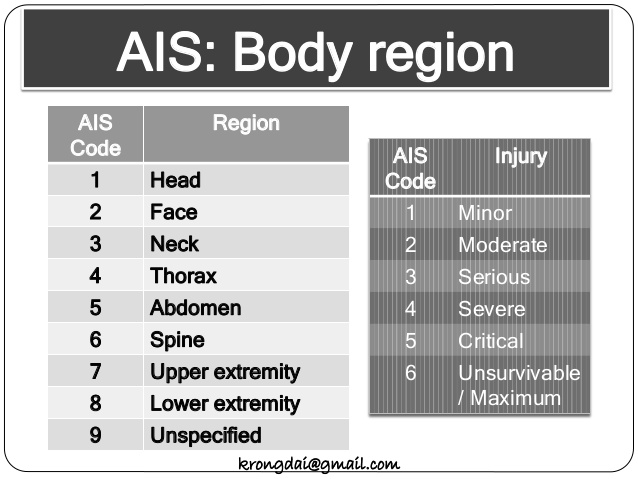 AIS: Body region
AIS Code Region
1 Head
2 Face
3 Neck
4 Thorax
5 Abdomen
6 Spine
7 Upper extremity
8 Lower extremity
9 Unspecified
AIS Code Injury
1 Minor
2 Moderate
3 Serious
4 Severe
5 Critical
6 Unsurvivable
/ Maximum
krongdai@gmail.com